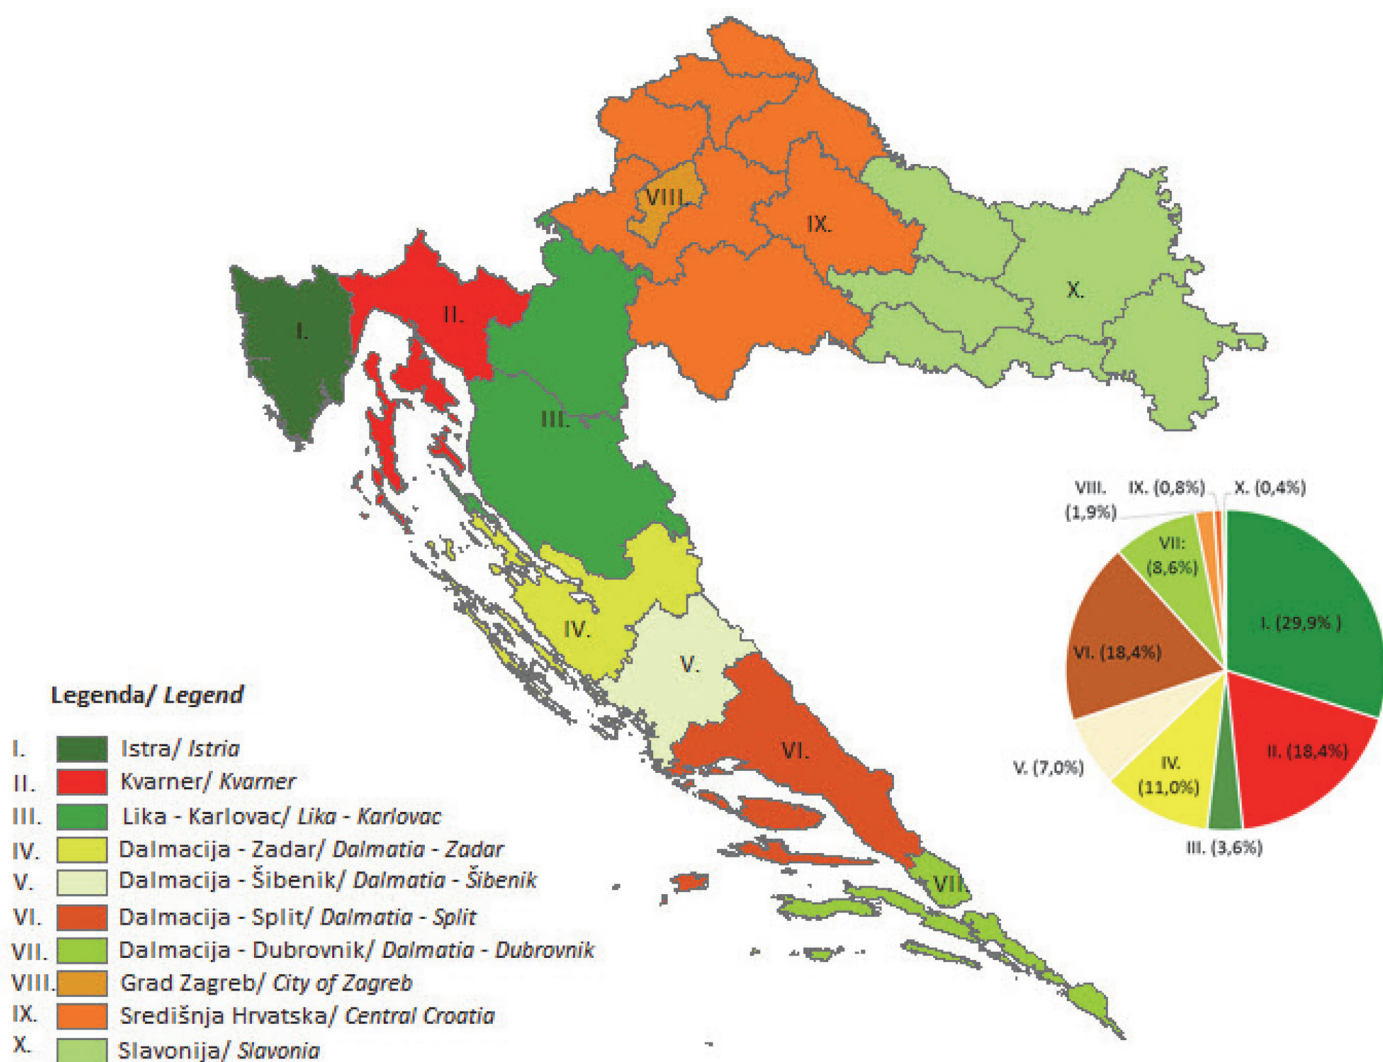 VIII.
IX.
X.
I.
II.
III.
IV.
V.
VI.
VII
VIII.
(1,9%)
IX. (0,8%)
X. (0,4%)
VII:
(8,6%)
I. (29,9% )
VI. (18,4%)
II. (18,4%)
IV.
(11,0%)
V. (7,0%)
III. (3,6%)
Legenda/ Legend
I. Istra/ Istria
II. Kvarner/ Kvarner
III. Lika - Karlovac/ Lika - Karlovac
IV. Dalmacija - Zadar/ Dalmatia - Zadar
V. Dalmacija - Šibenik/ Dalmatia - Šibenik
VI. Dalmacija - Split/ Dalmatia - Split
VII. Dalmacija - Dubrovnik/ Dalmatia - Dubrovnik
VIII. Grad Zagreb/ City of Zagreb
IX. Središnja Hrvatska/ Central Croatia
X. Slavonija/ Slavonia